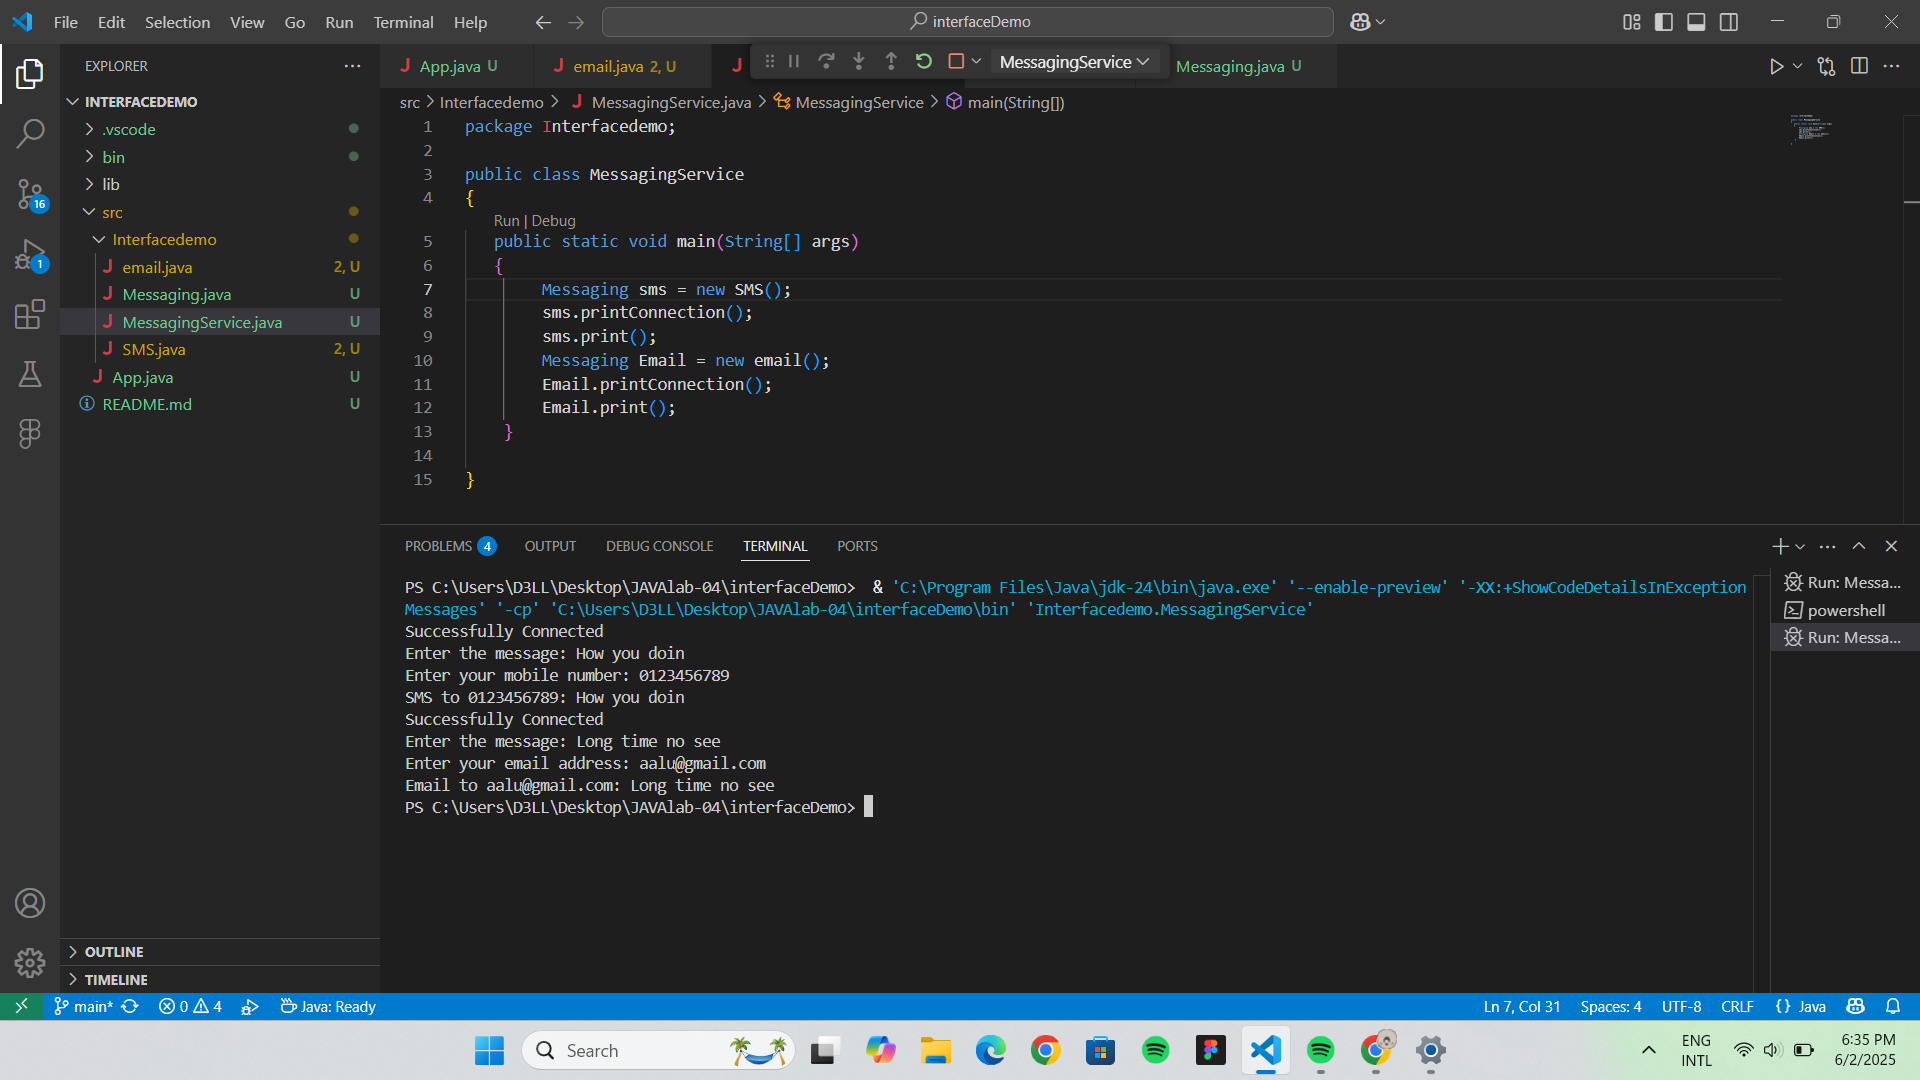 File Edit Selection View Go Run Terminal Help
interfaceDemo
EXPLORER
App.java U
email.java 2, U
MessagingService
Messaging.java U
INTERFACEDEMO
.vscode
bin
lib
src
Interfacedemo
email.java 2, U
Messaging.java U
MessagingService.java U
SMS.java 2, U
App.java U
README.md U
16
1
OUTLINE
TIMELINE
src > Interfacedemo > MessagingService.java > MessagingService > main(String[])
1 package Interfacedemo;
2
3 public class MessagingService
4 {
Run | Debug
5 public static void main(String[] args)
6 {
7 Messaging sms = new SMS();
8 sms.printConnection();
9 sms.print();
10 Messaging Email = new email();
11 Email.printConnection();
12 Email.print();
13 }
14
15 }
PROBLEMS 4 OUTPUT DEBUG CONSOLE TERMINAL PORTS
PS C:\Users\D3LL\Desktop\JAVAlab-04\interfaceDemo> & 'C:\Program Files\Java\jdk-24\bin\java.exe' '--enable-preview' '-XX:+ShowCodeDetailsInException
Messages' '-cp' 'C:\Users\D3LL\Desktop\JAVAlab-04\interfaceDemo\bin' 'Interfacedemo.MessagingService'
Successfully Connected
Enter the message: How you doin
Enter your mobile number: 0123456789
SMS to 0123456789: How you doin
Successfully Connected
Enter the message: Long time no see
Enter your email address: aalu@gmail.com
Email to aalu@gmail.com: Long time no see
PS C:\Users\D3LL\Desktop\JAVAlab-04\interfaceDemo>
Run: Messa...
powershell
Run: Messa...
main* 0 4 Java: Ready
Ln 7, Col 31 Spaces: 4 UTF-8 CRLF {} Java
Search
ENG
INTL
6:35 PM
6/2/2025